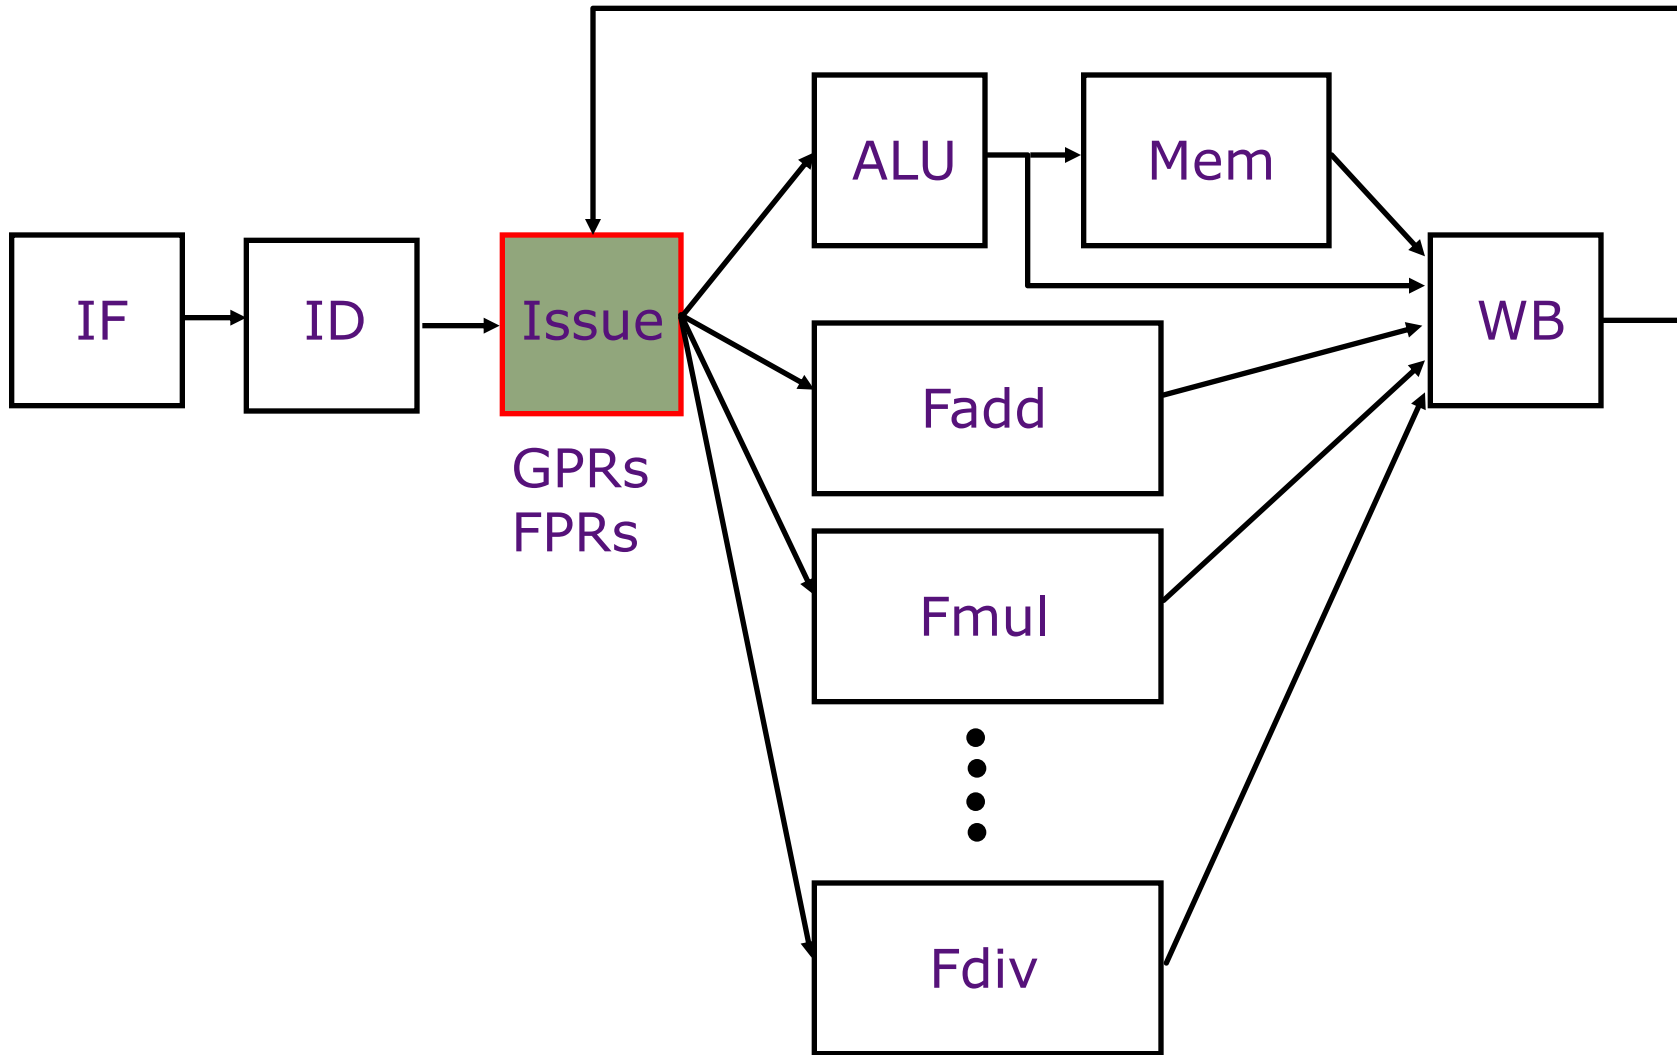 IF
ID
Issue
GPRs
FPRs
ALU
Mem
Fadd
Fmul
Fdiv
WB